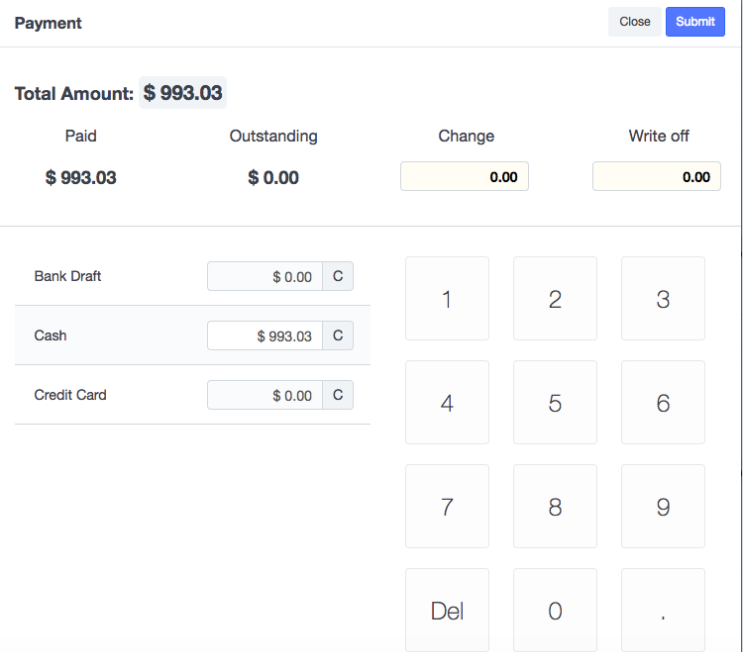 Payment Close Submit
Total Amount: $ 993.03
Paid Outstanding Change Write off
$ 993.03 $ 0.00 0.00 0.00
Bank Draft $ 0.00 C
Cash $ 993.03 C
Credit Card $ 0.00 C
1 2 3
4 5 6
7 8 9
Del 0 .